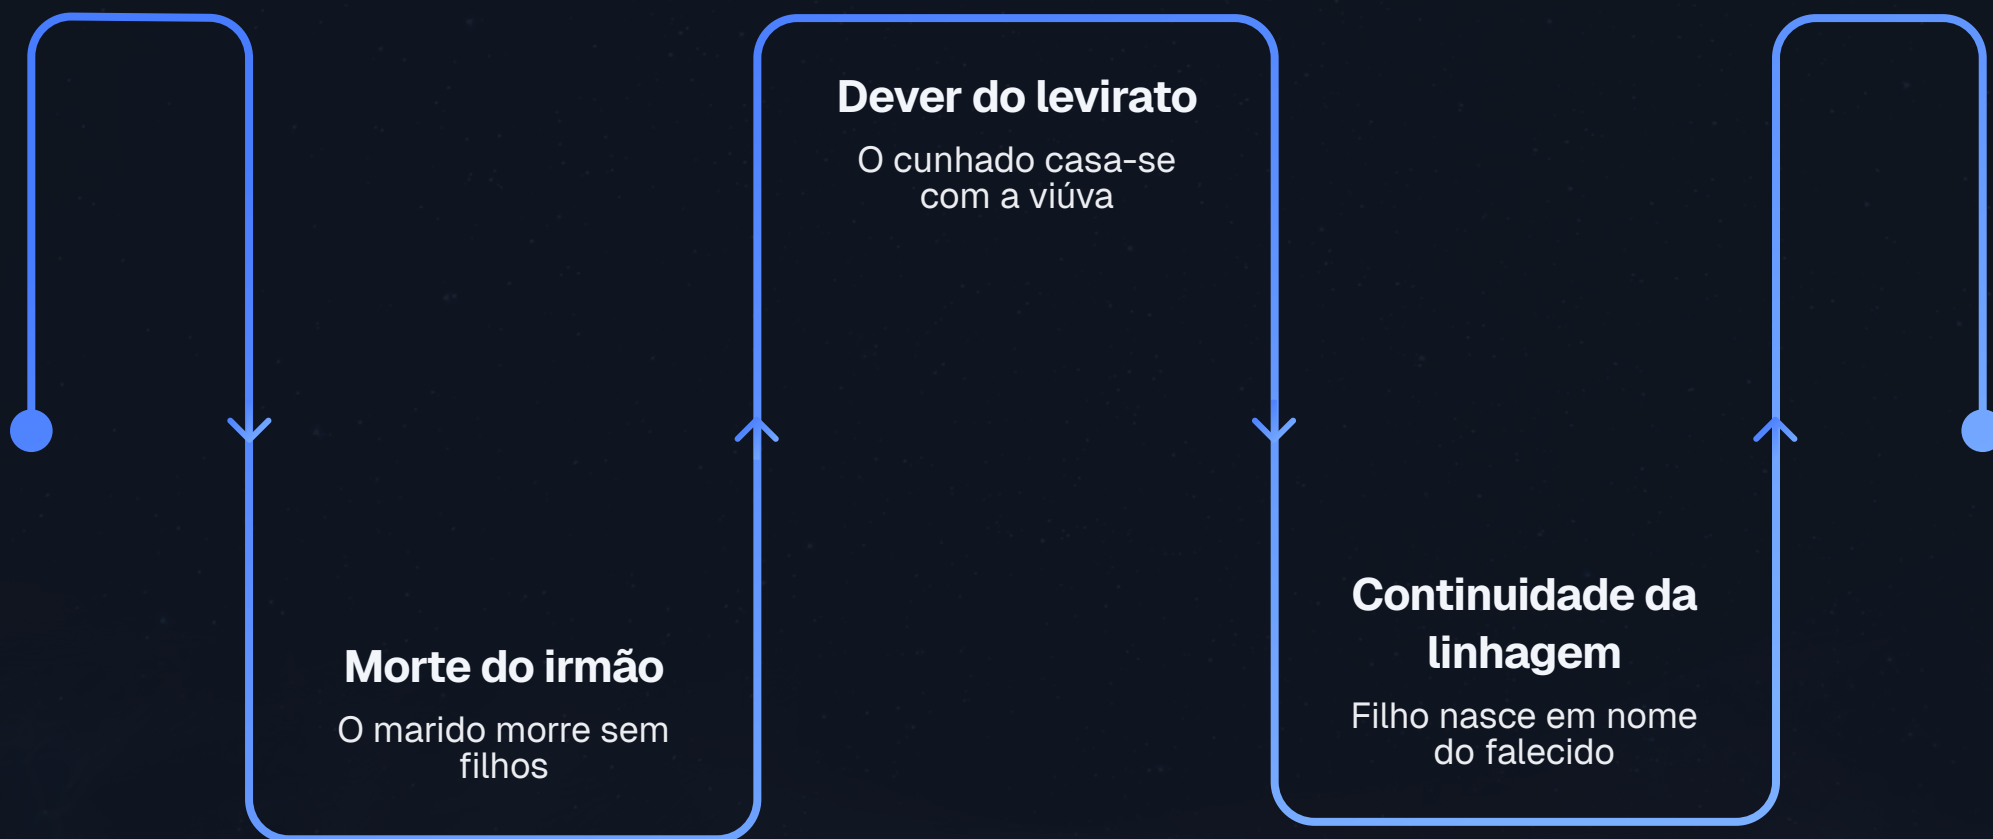 Morte do irmão
O marido morre sem
filhos
Dever do levirato
O cunhado casa-se
com a viúva
Continuidade da
linhagem
Filho nasce em nome
do falecido